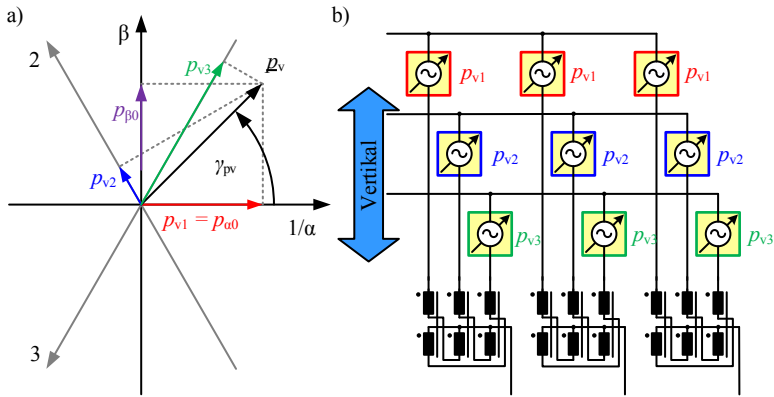 a)
β
2
p_v3
p_v
p_β0
p_v2
γ_pv
p_v1 = p_α0
1/α
3
b)
p_v1
p_v1
p_v1
Vertikal
p_v2
p_v2
p_v2
p_v3
p_v3
p_v3